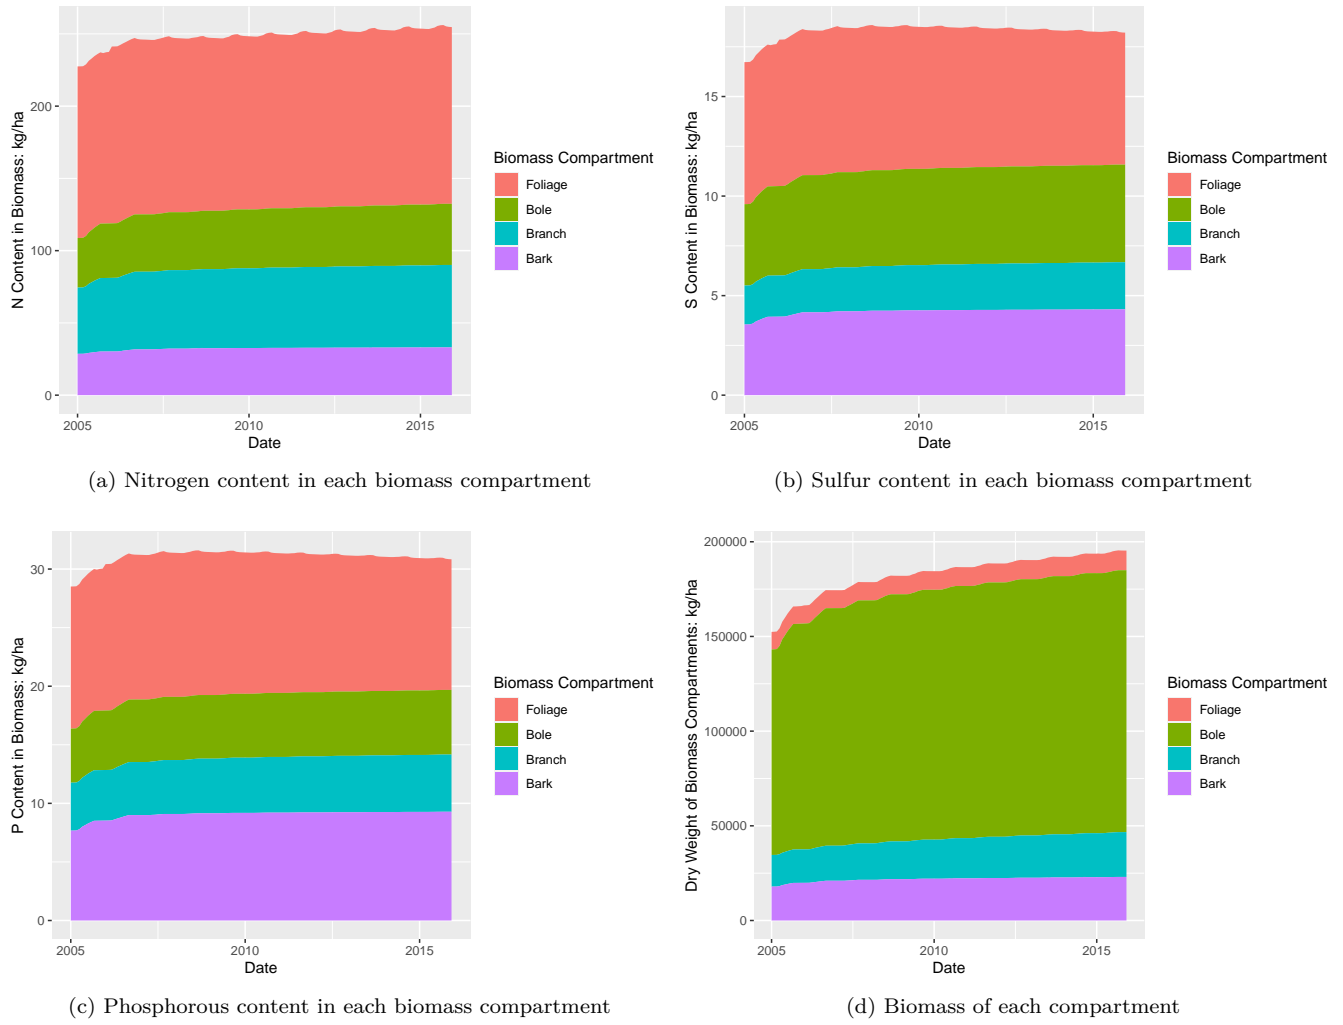 N Content in Biomass: kg/ha
200
100
0
2005
2010
2015
Date
Biomass Compartment
Foliage
Bole
Branch
Bark
(a) Nitrogen content in each biomass compartment
S Content in Biomass: kg/ha
15
10
5
0
2005
2010
2015
Date
Biomass Compartment
Foliage
Bole
Branch
Bark
(b) Sulfur content in each biomass compartment
P Content in Biomass: kg/ha
30
20
10
0
2005
2010
2015
Date
Biomass Compartment
Foliage
Bole
Branch
Bark
(c) Phosphorous content in each biomass compartment
Dry Weight of Biomass Compartments: kg/ha
200000
150000
100000
50000
0
2005
2010
2015
Date
Biomass Compartment
Foliage
Bole
Branch
Bark
(d) Biomass of each compartment